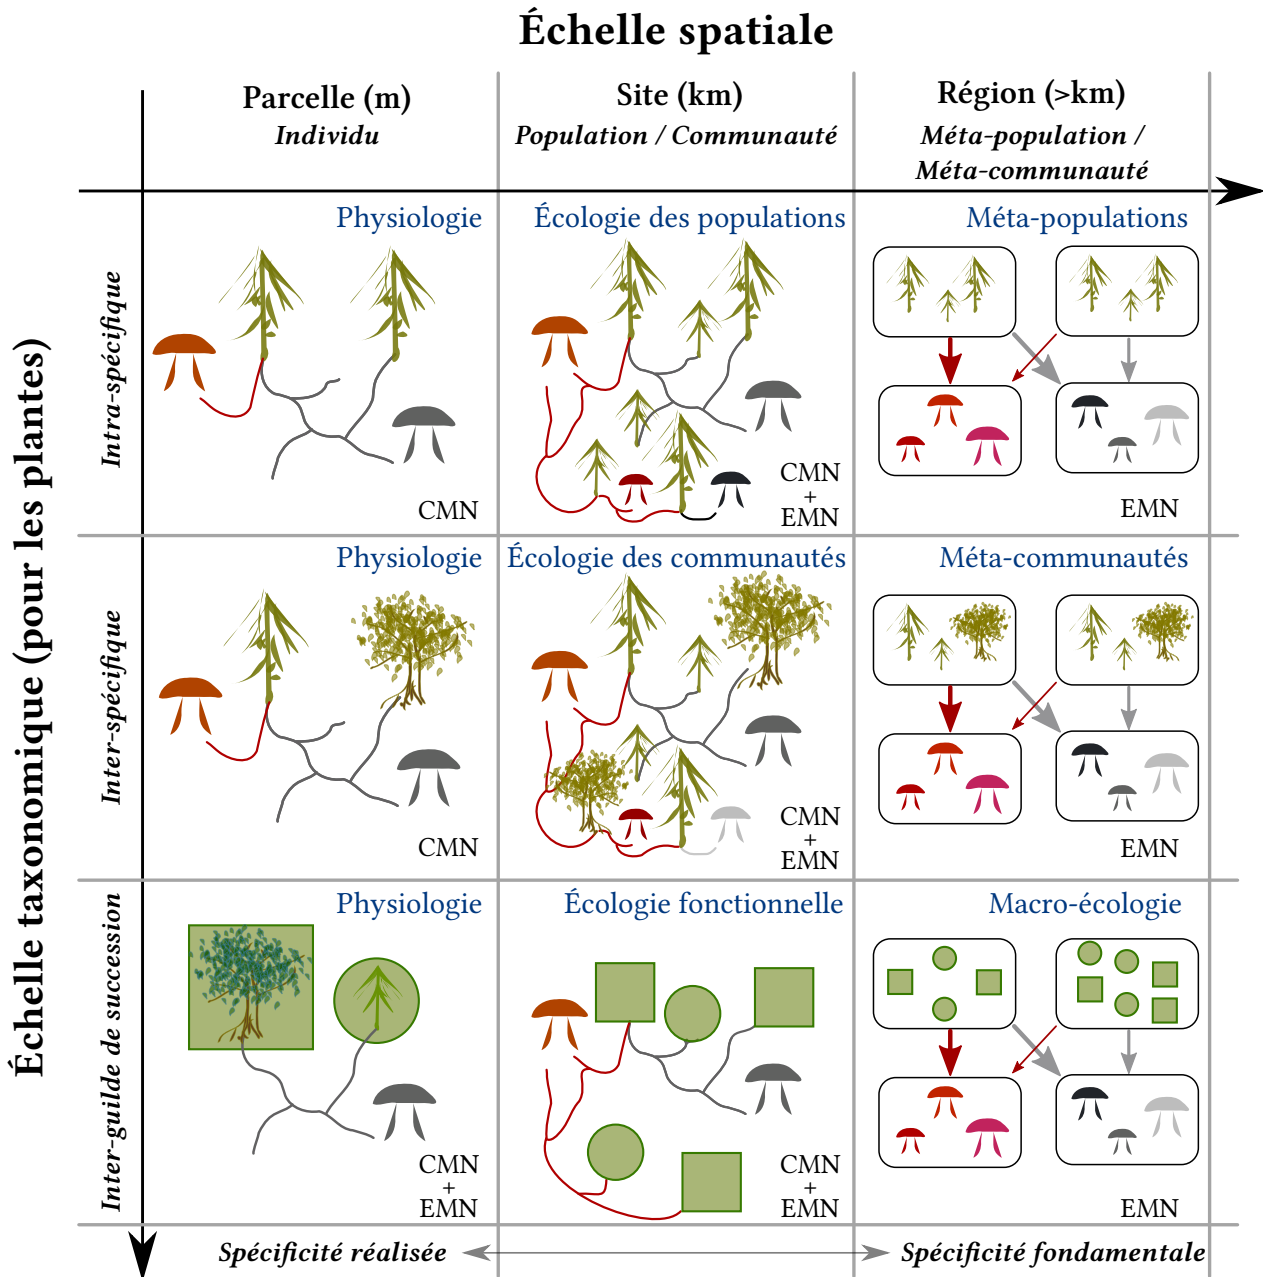 Échelle spatiale
Parcelle (m)
Individu
Site (km)
Population / Communauté
Région (>km)
Méta-population /
Méta-communauté
Échelle taxonomique (pour les plantes)
Intra-spécifique
Physiologie
CMN
Écologie des populations
CMN
+
EMN
Méta-populations
EMN
Inter-spécifique
Physiologie
CMN
Écologie des communautés
CMN
+
EMN
Méta-communautés
EMN
Inter-guilde de succession
Physiologie
CMN
+
EMN
Écologie fonctionnelle
CMN
+
EMN
Macro-écologie
EMN
Spécificité réalisée
Spécificité fondamentale